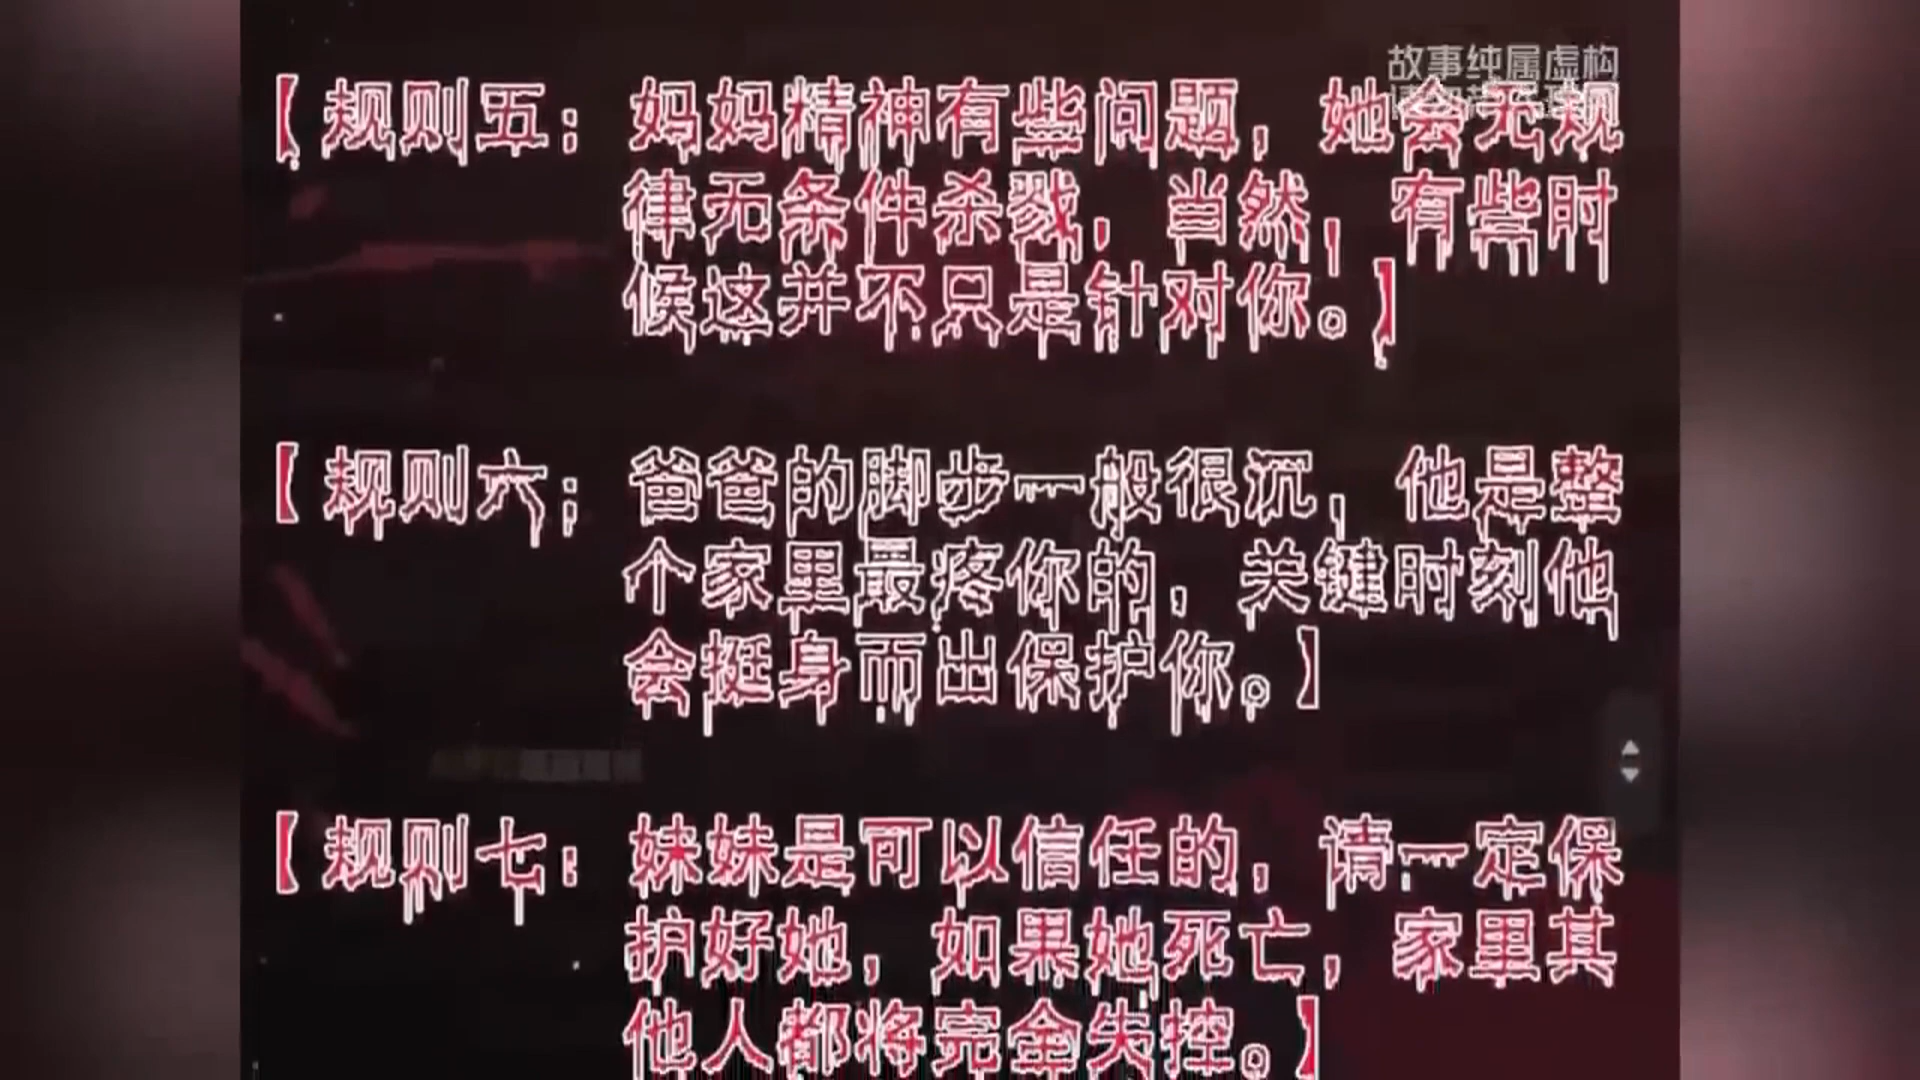 故事纯属虚构
【规则五：妈妈精神有些问题，她会无规
律无条件杀戮，当然，有些时
候这并不只是针对你。】
【规则六：爸爸的脚步一般很沉，他是整
个家里最疼你的，关键时刻他
会挺身而出保护你。】
【规则七：妹妹是可以信任的，请一定保
护好她，如果她死亡，家里其
他人都将完全失控。】